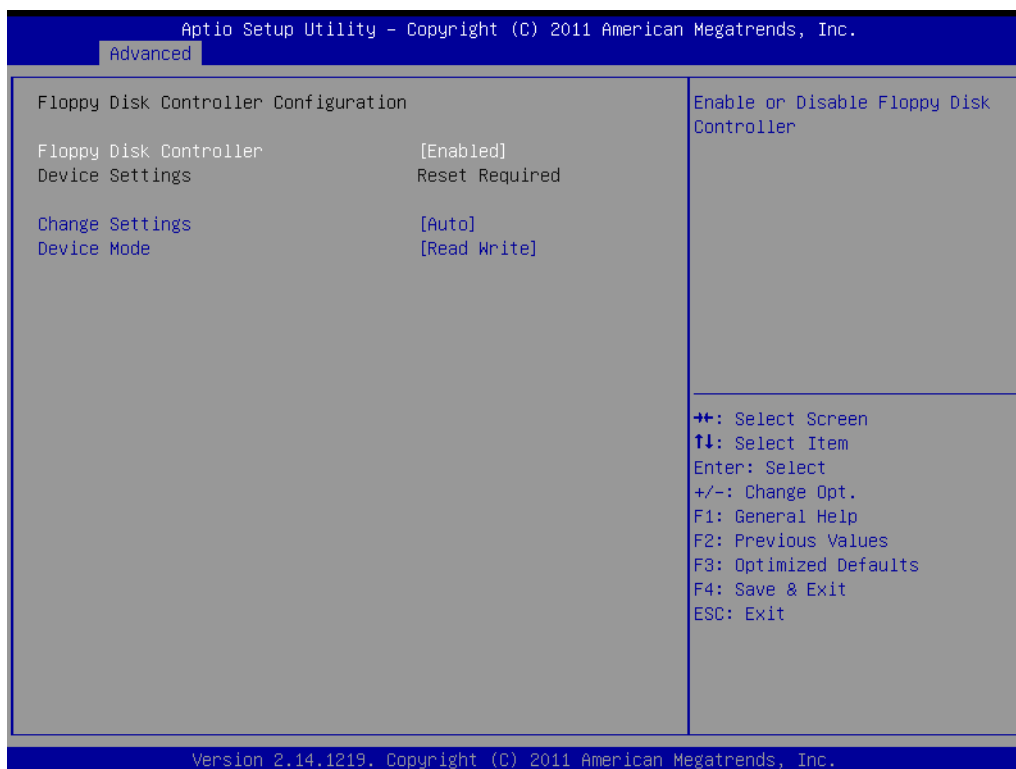 Aptio Setup Utility – Copyright (C) 2011 American Megatrends, Inc.
Advanced
Floppy Disk Controller Configuration
Floppy Disk Controller [Enabled]
Device Settings Reset Required
Change Settings [Auto]
Device Mode [Read Write]
Enable or Disable Floppy Disk
Controller
→←: Select Screen
↑↓: Select Item
Enter: Select
+/-: Change Opt.
F1: General Help
F2: Previous Values
F3: Optimized Defaults
F4: Save & Exit
ESC: Exit
Version 2.14.1219. Copyright (C) 2011 American Megatrends, Inc.